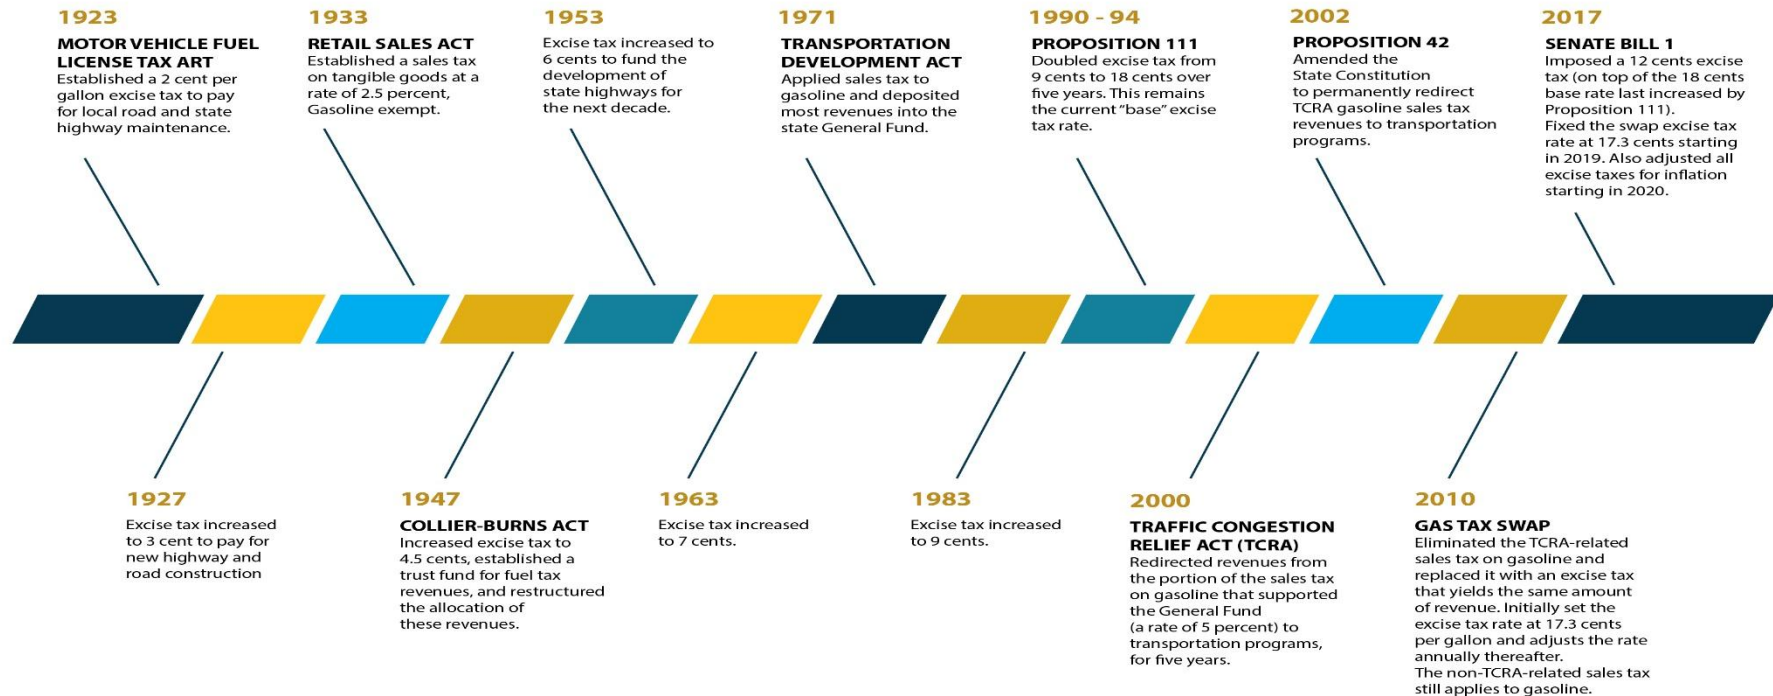 1923
MOTOR VEHICLE FUEL
LICENSE TAX ART
Established a 2 cent per
gallon excise tax to pay
for local road and state
highway maintenance.
1933
RETAIL SALES ACT
Established a sales tax
on tangible goods at a
rate of 2.5 percent,
Gasoline exempt.
1953
Excise tax increased to
6 cents to fund the
development of
state highways for
the next decade.
1971
TRANSPORTATION
DEVELOPMENT ACT
Applied sales tax to
gasoline and deposited
most revenues into the
state General Fund.
1990 - 94
PROPOSITION 111
Doubled excise tax from
9 cents to 18 cents over
five years. This remains
the current “base” excise
tax rate.
2002
PROPOSITION 42
Amended the
State Constitution
to permanently redirect
TCRA gasoline sales tax
revenues to transportation
programs.
2017
SENATE BILL 1
Imposed a 12 cents excise
tax (on top of the 18 cents
base rate last increased by
Proposition 111).
Fixed the swap excise tax
rate at 17.3 cents starting
in 2019. Also adjusted all
excise taxes for inflation
starting in 2020.
1927
Excise tax increased
to 3 cent to pay for
new highway and
road construction
1947
COLLIER-BURNS ACT
Increased excise tax to
4.5 cents, established a
trust fund for fuel tax
revenues, and restructured
the allocation of
these revenues.
1963
Excise tax increased
to 7 cents.
1983
Excise tax increased
to 9 cents.
2000
TRAFFIC CONGESTION
RELIEF ACT (TCRA)
Redirected revenues from
the portion of the sales tax
on gasoline that supported
the General Fund
(a rate of 5 percent) to
transportation programs,
for five years.
2010
GAS TAX SWAP
Eliminated the TCRA-related
sales tax on gasoline and
replaced it with an excise tax
that yields the same amount
of revenue. Initially set the
excise tax rate at 17.3 cents
per gallon and adjusts the rate
annually thereafter.
The non-TCRA-related sales tax
still applies to gasoline.